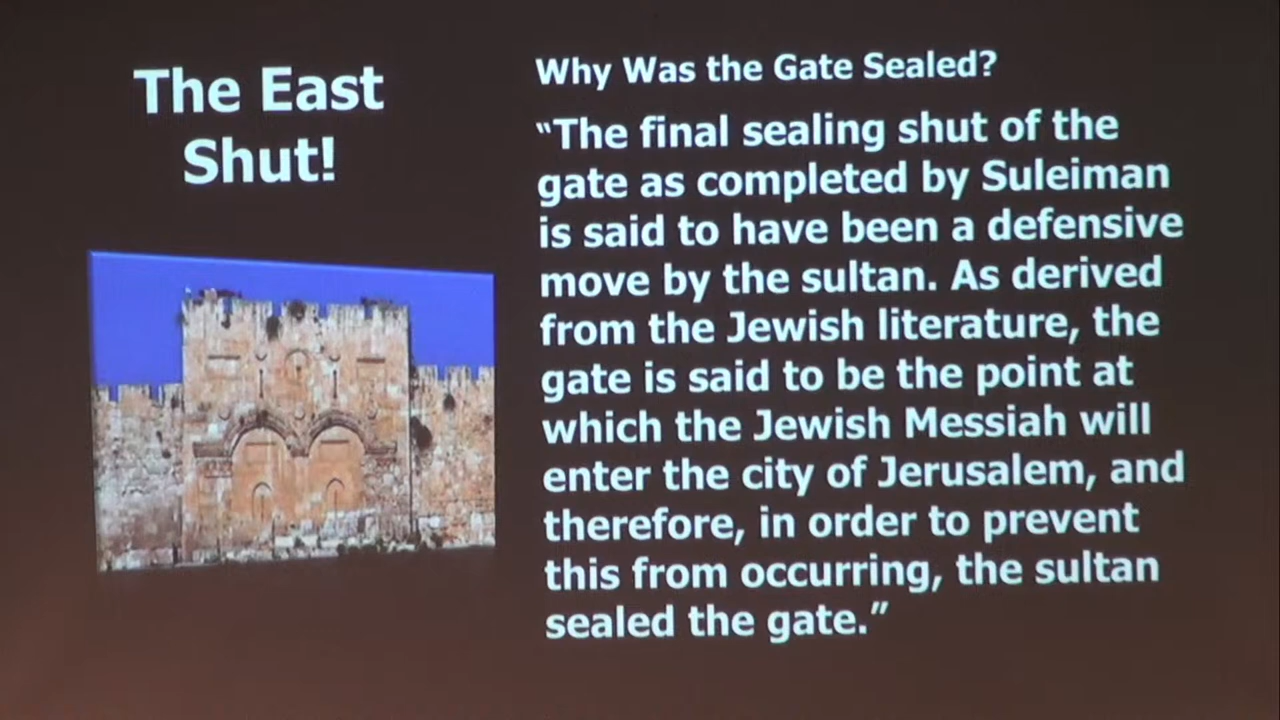 The East
Shut!
Why Was the Gate Sealed?
“The final sealing shut of the
gate as completed by Suleiman
is said to have been a defensive
move by the sultan. As derived
from the Jewish literature, the
gate is said to be the point at
which the Jewish Messiah will
enter the city of Jerusalem, and
therefore, in order to prevent
this from occurring, the sultan
sealed the gate.”